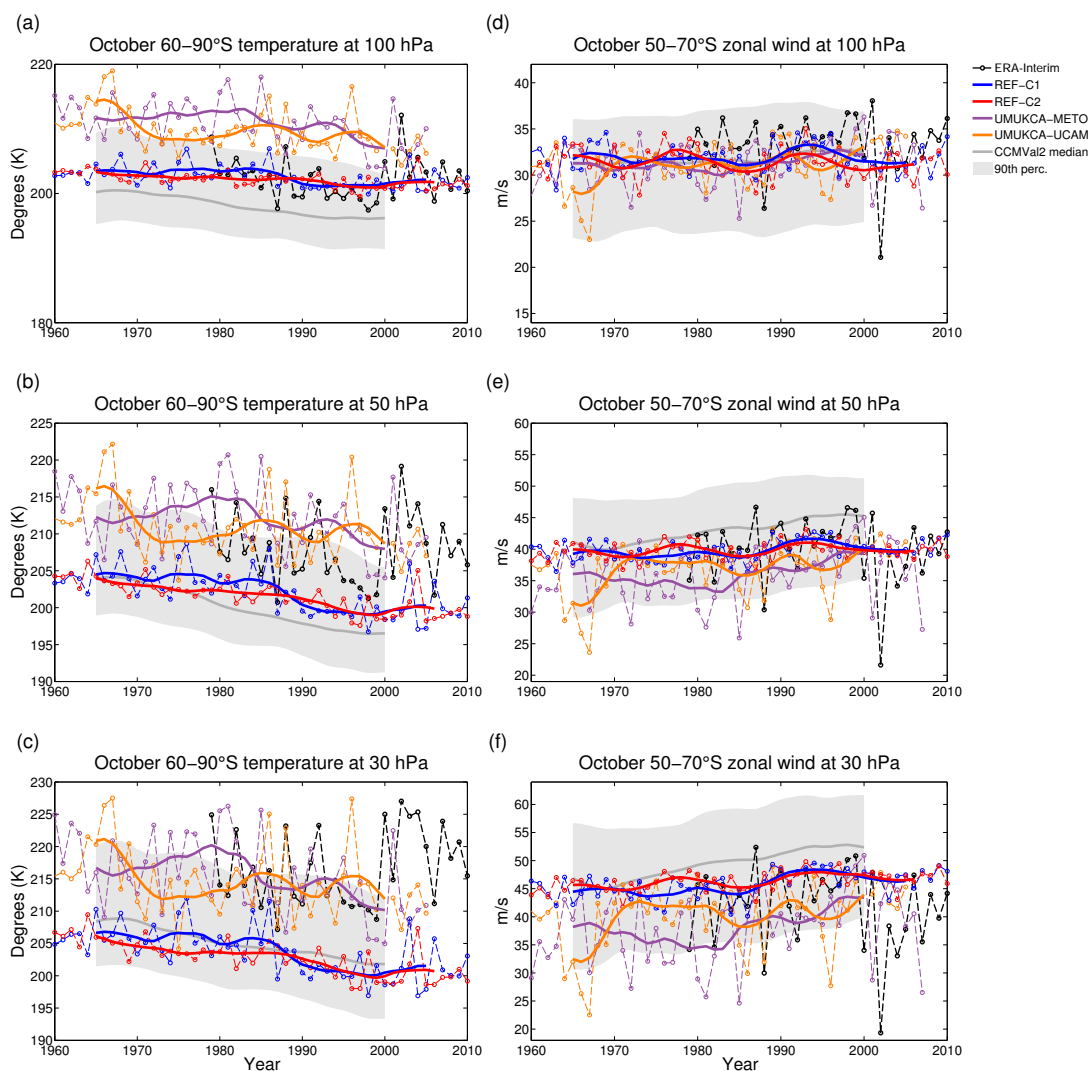 (a)
October 60−90°S temperature at 100 hPa
Degrees (K)
220
200
180
1960 1970 1980 1990 2000 2010
(d)
October 50−70°S zonal wind at 100 hPa
m/s
40
35
30
25
20
15
1960 1970 1980 1990 2000 2010
ERA-Interim
REF−C1
REF−C2
UMUKCA−METO
UMUKCA−UCAM
CCMVal2 median
90th perc.
(b)
October 60−90°S temperature at 50 hPa
Degrees (K)
225
220
215
210
205
200
195
190
1960 1970 1980 1990 2000 2010
(e)
October 50−70°S zonal wind at 50 hPa
m/s
60
55
50
45
40
35
30
25
20
1960 1970 1980 1990 2000 2010
(c)
October 60−90°S temperature at 30 hPa
Degrees (K)
230
225
220
215
210
205
200
195
190
1960 1970 1980 1990 2000 2010
Year
(f)
October 50−70°S zonal wind at 30 hPa
m/s
60
55
50
45
40
35
30
25
20
1960 1970 1980 1990 2000 2010
Year